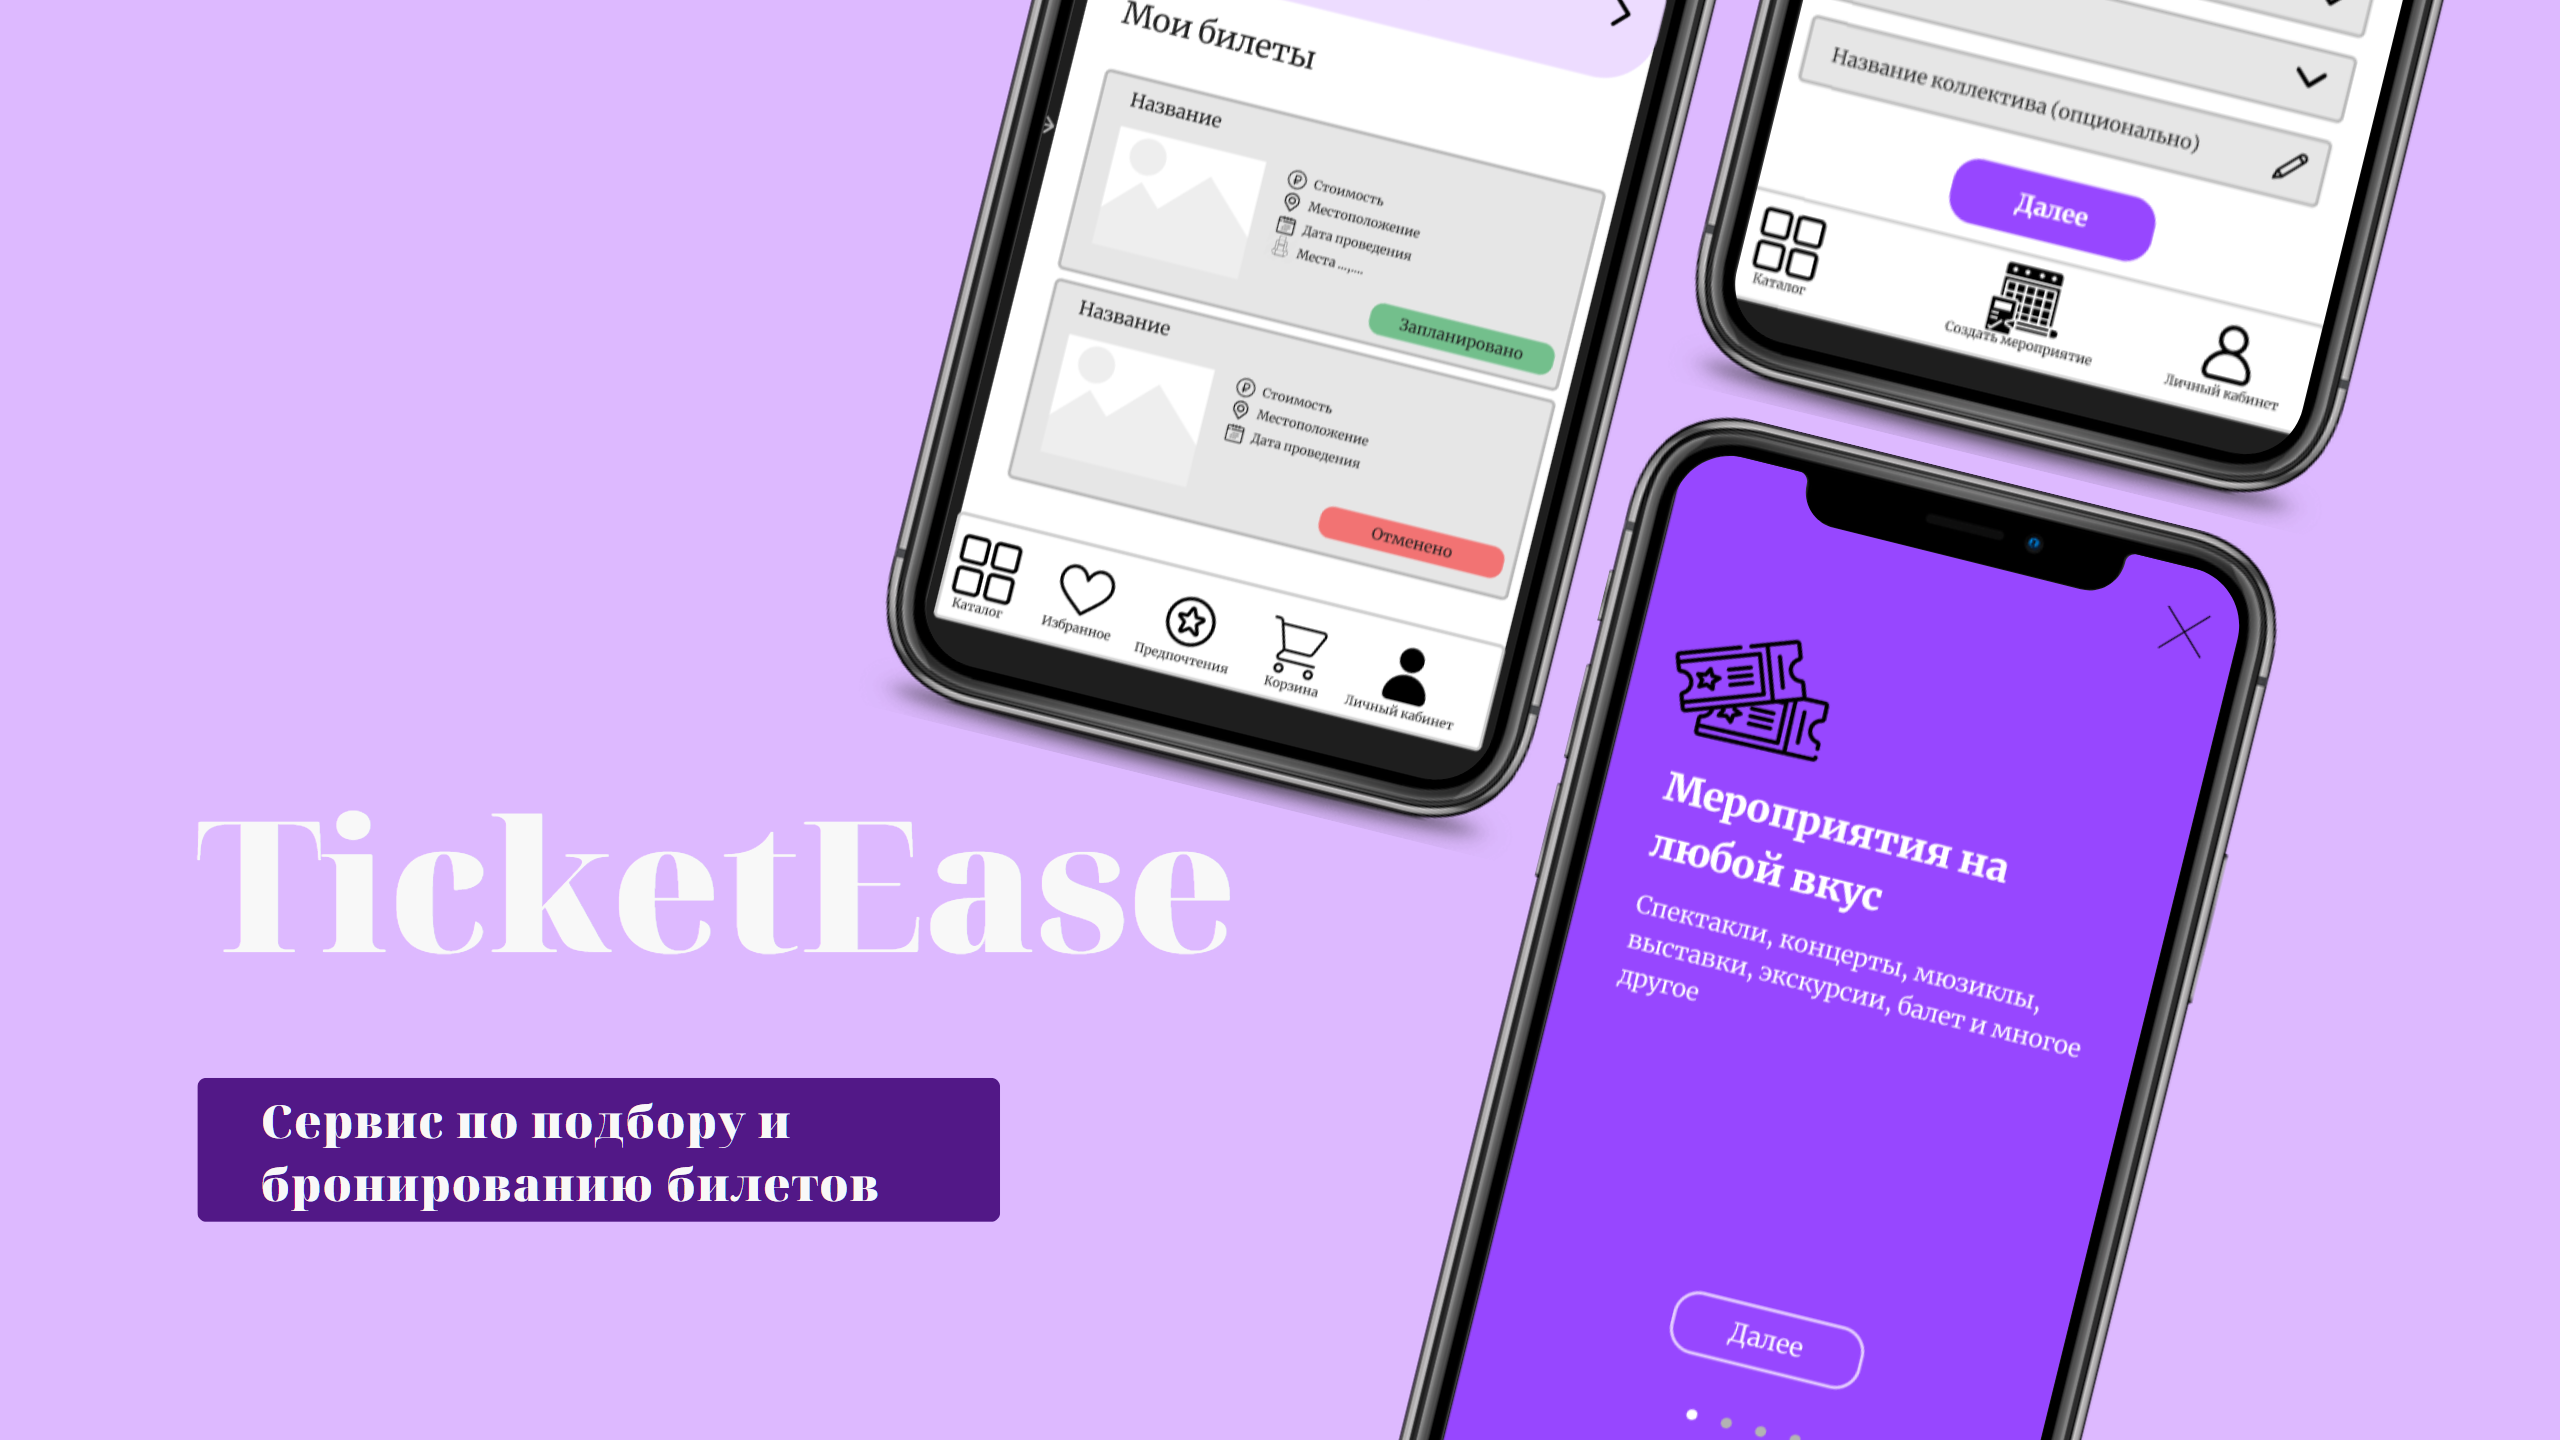 Мои билеты
Название
Стоимость
Местоположение
Дата проведения
Места ...,....
Запланировано
Название
Стоимость
Местоположение
Дата проведения
Отменено
Каталог
Избранное
Предпочтения
Корзина
Личный кабинет
Название коллектива (опционально)
Далее
Каталог
Создать мероприятие
Личный кабинет
Мероприятия на
любой вкус
Спектакли, концерты, мюзиклы,
выставки, экскурсии, балет и многое
другое
Далее
TicketEase
Сервис по подбору и
бронированию билетов